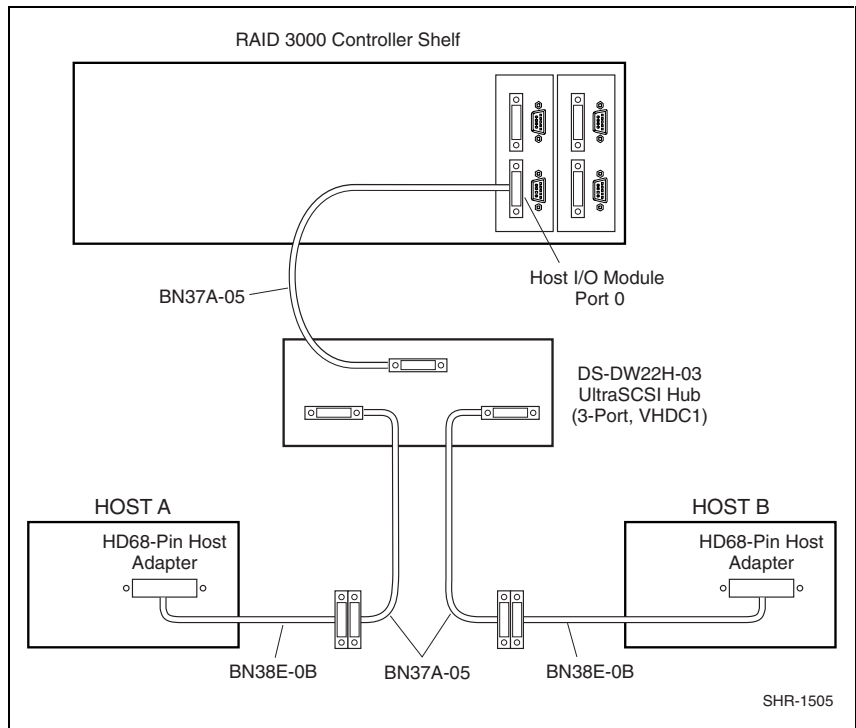 RAID 3000 Controller Shelf
BN37A-05
Host I/O Module
Port 0
DS-DW22H-03
UltraSCSI Hub
(3-Port, VHDC1)
HOST A
HD68-Pin Host
Adapter
HOST B
HD68-Pin Host
Adapter
BN38E-0B
BN37A-05
BN38E-0B
SHR-1505